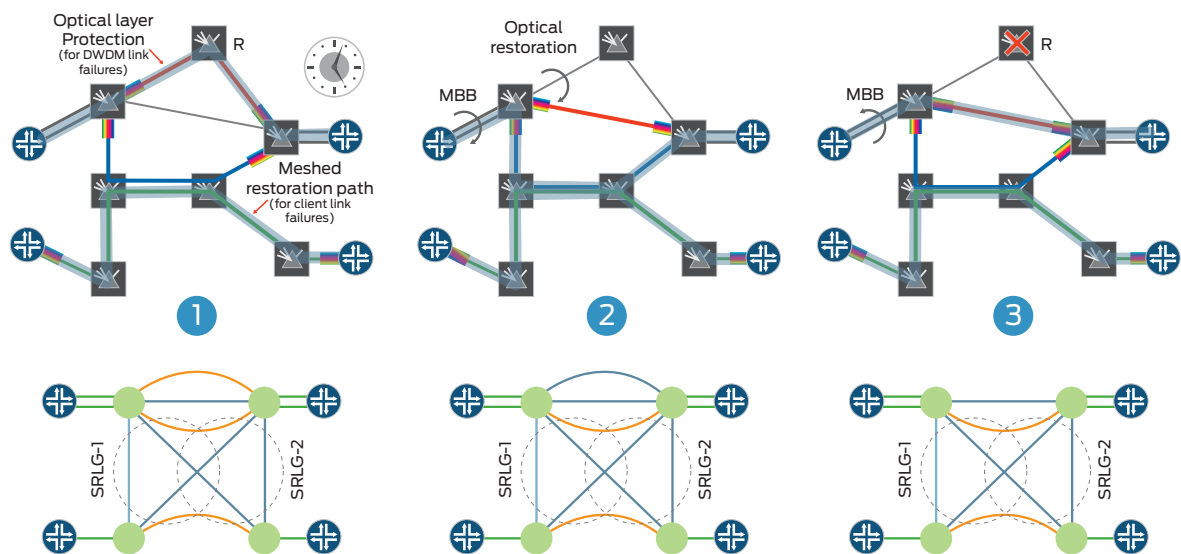 Optical layer
Protection
(for DWDM link
failures)
R
Meshed
restoration path
(for client link
failures)
1
Optical
restoration
MBB
2
R
MBB
3
SRLG-1
SRLG-2
SRLG-1
SRLG-2
SRLG-1
SRLG-2